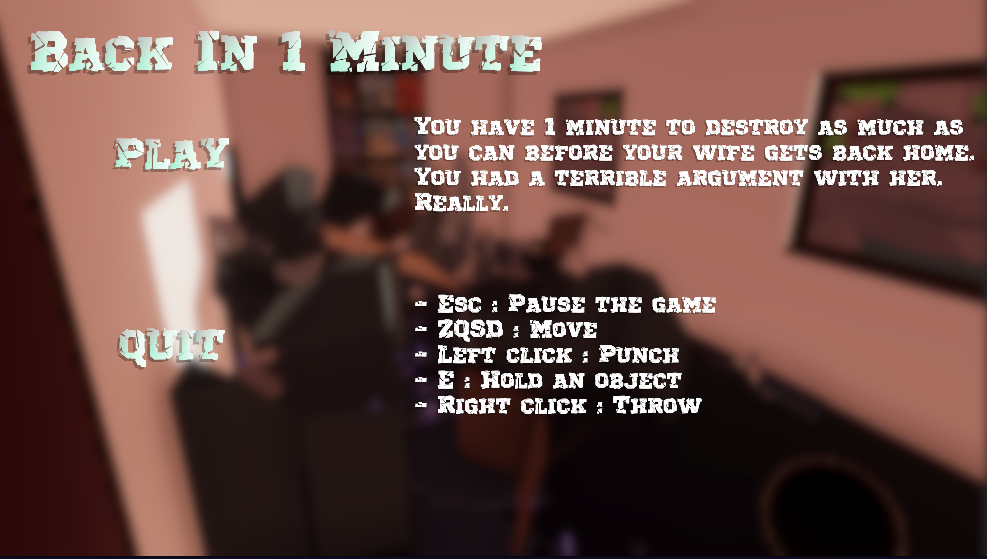 Back In 1 Minute
Play
You have 1 minute to destroy as much as
you can before your wife gets back home.
You had a terrible argument with her.
Really.
Quit
- Esc : Pause the game
- ZQSD : Move
- Left click : Punch
- E : Hold an object
- Right click : Throw